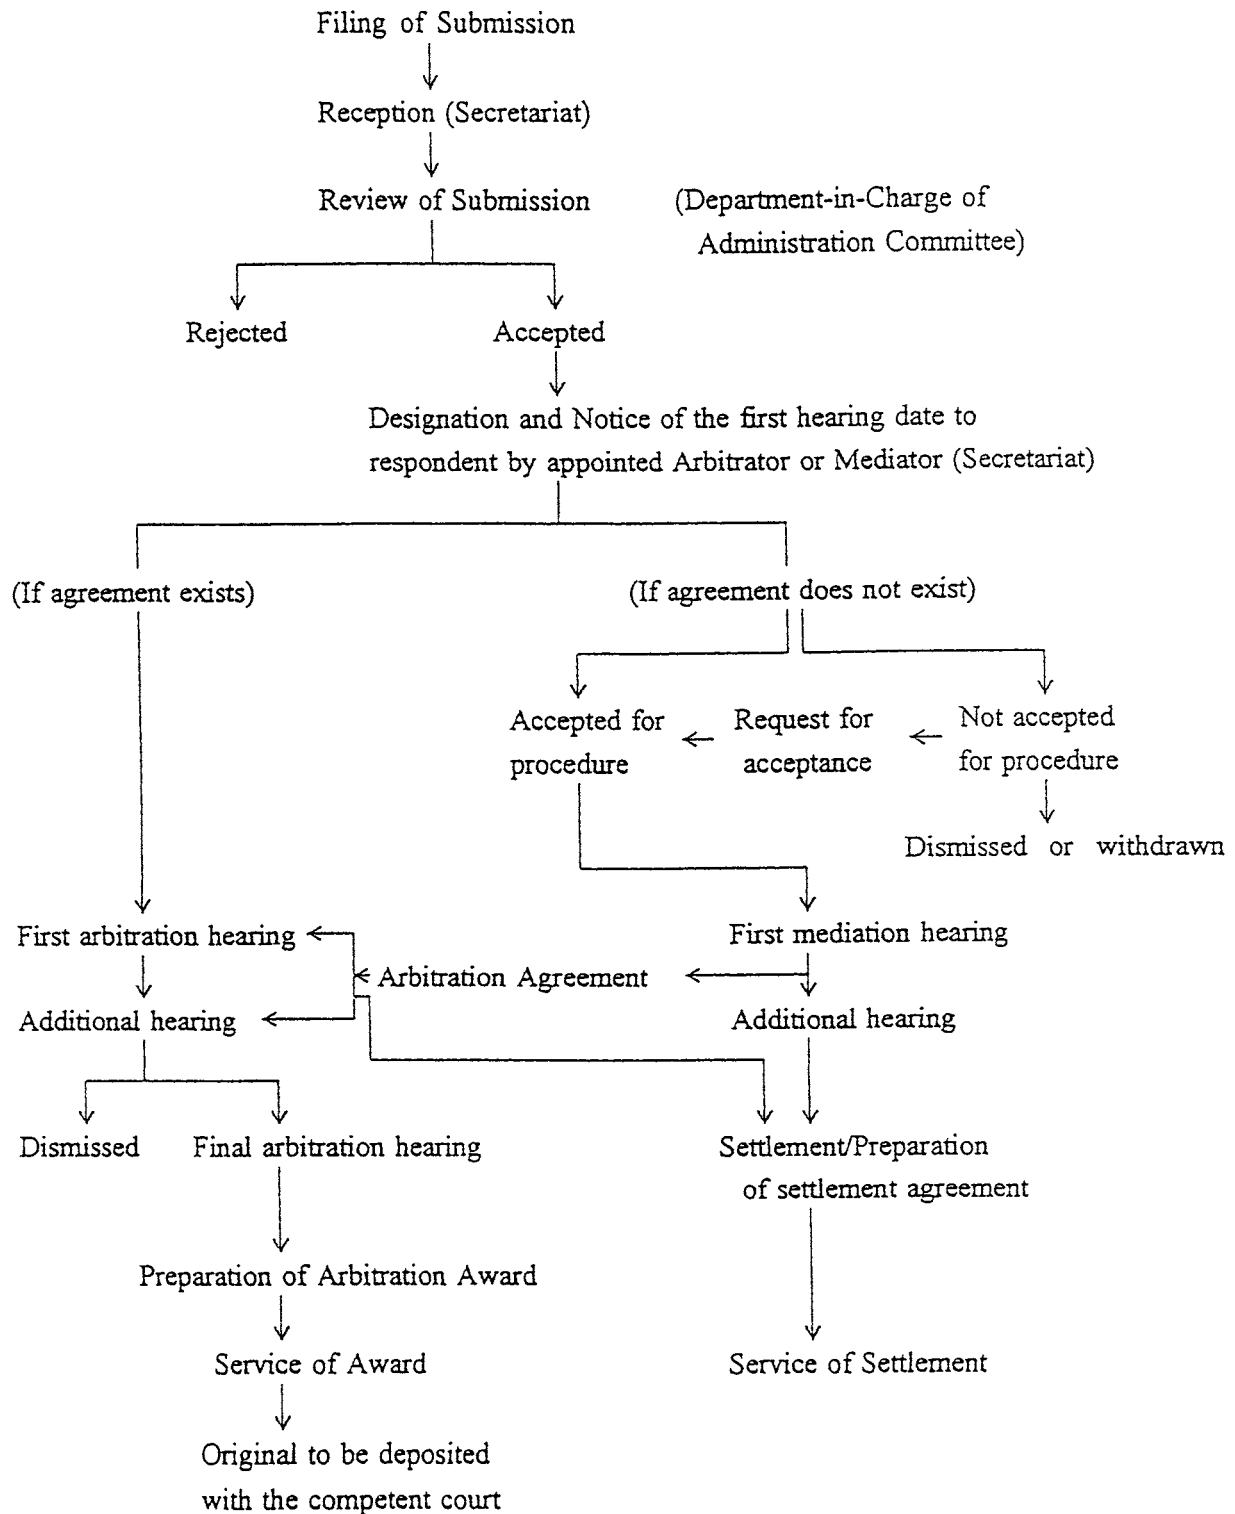 Filing of Submission
Reception (Secretariat)
Review of Submission
(Department-in-Charge of
Administration Committee)
Rejected
Accepted
Designation and Notice of the first hearing date to
respondent by appointed Arbitrator or Mediator (Secretariat)
(If agreement exists)
(If agreement does not exist)
Accepted for
procedure
Request for
acceptance
Not accepted
for procedure
Dismissed or withdrawn
First arbitration hearing
First mediation hearing
Arbitration Agreement
Additional hearing
Additional hearing
Dismissed
Final arbitration hearing
Settlement/Preparation
of settlement agreement
Preparation of Arbitration Award
Service of Award
Service of Settlement
Original to be deposited
with the competent court